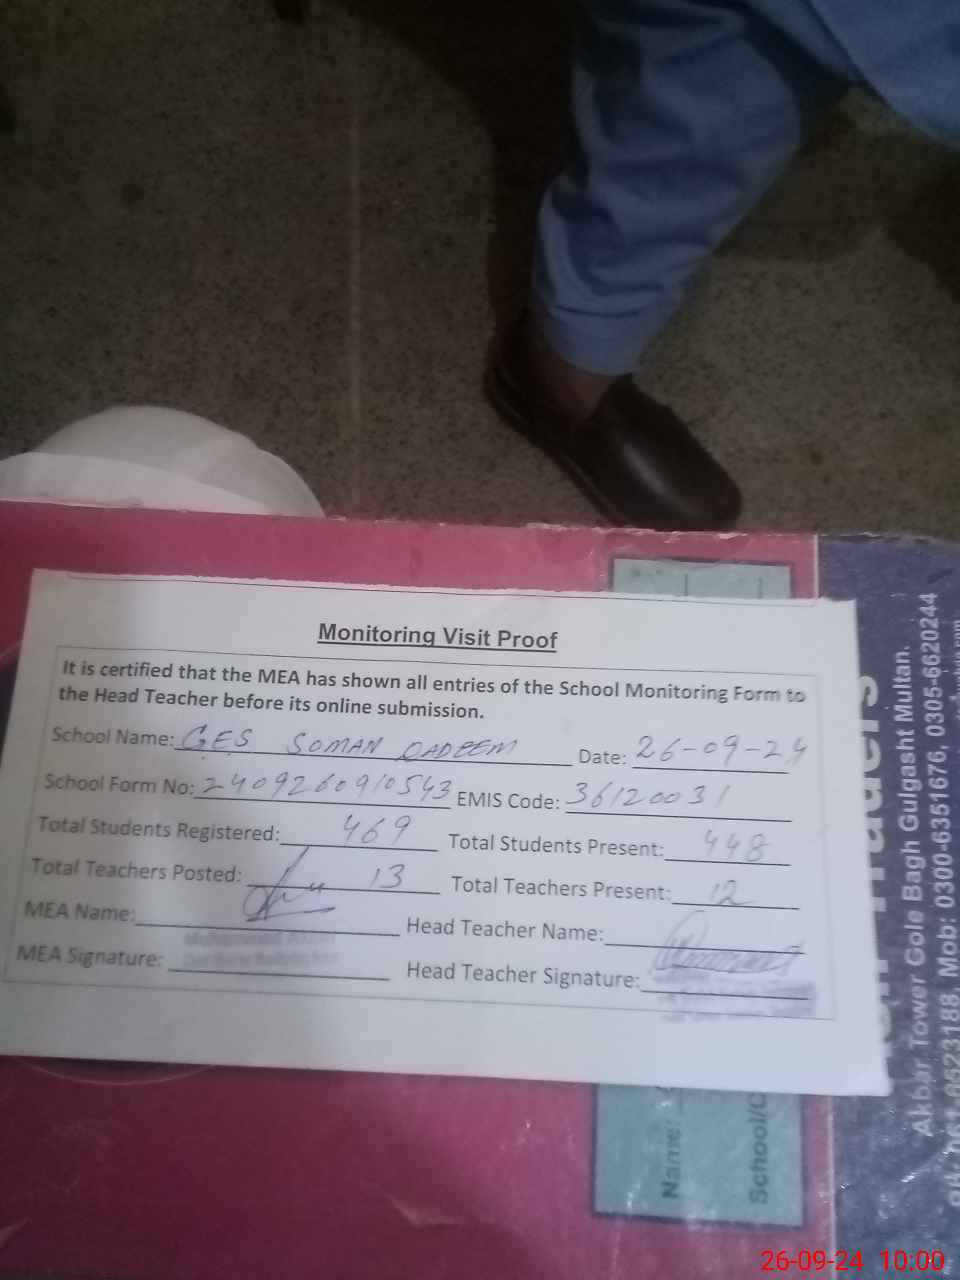 Monitoring Visit Proof
It is certified that the MEA has shown all entries of the School Monitoring Form to
the Head Teacher before its online submission.
School Name: GES SOMAN QADEEM Date: 26-09-24
School Form No: 2409260910543 EMIS Code: 36120031
Total Students Registered: 469 Total Students Present: 448
Total Teachers Posted: 13 Total Teachers Present: 12
MEA Name: Head Teacher Name:
MEA Signature: Head Teacher Signature:
Akbar Tower Gole Bagh Gulgasht Multan.
Ph: 061-6523188, Mob: 0300-6351676, 0305-6620244
Name:
School/C
26-09-24 10:00